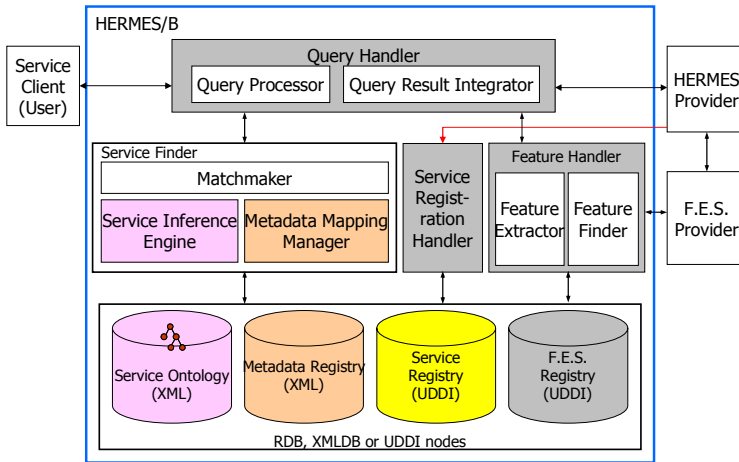 HERMES/B
Service
Client
(User)
Query Handler
Query Processor
Query Result Integrator
HERMES
Provider
Service Finder
Matchmaker
Service Inference
Engine
Metadata Mapping
Manager
Service
Regist-
ration
Handler
Feature Handler
Feature
Extractor
Feature
Finder
F.E.S.
Provider
Service Ontology
(XML)
Metadata Registry
(XML)
Service
Registry
(UDDI)
F.E.S.
Registry
(UDDI)
RDB, XMLDB or UDDI nodes